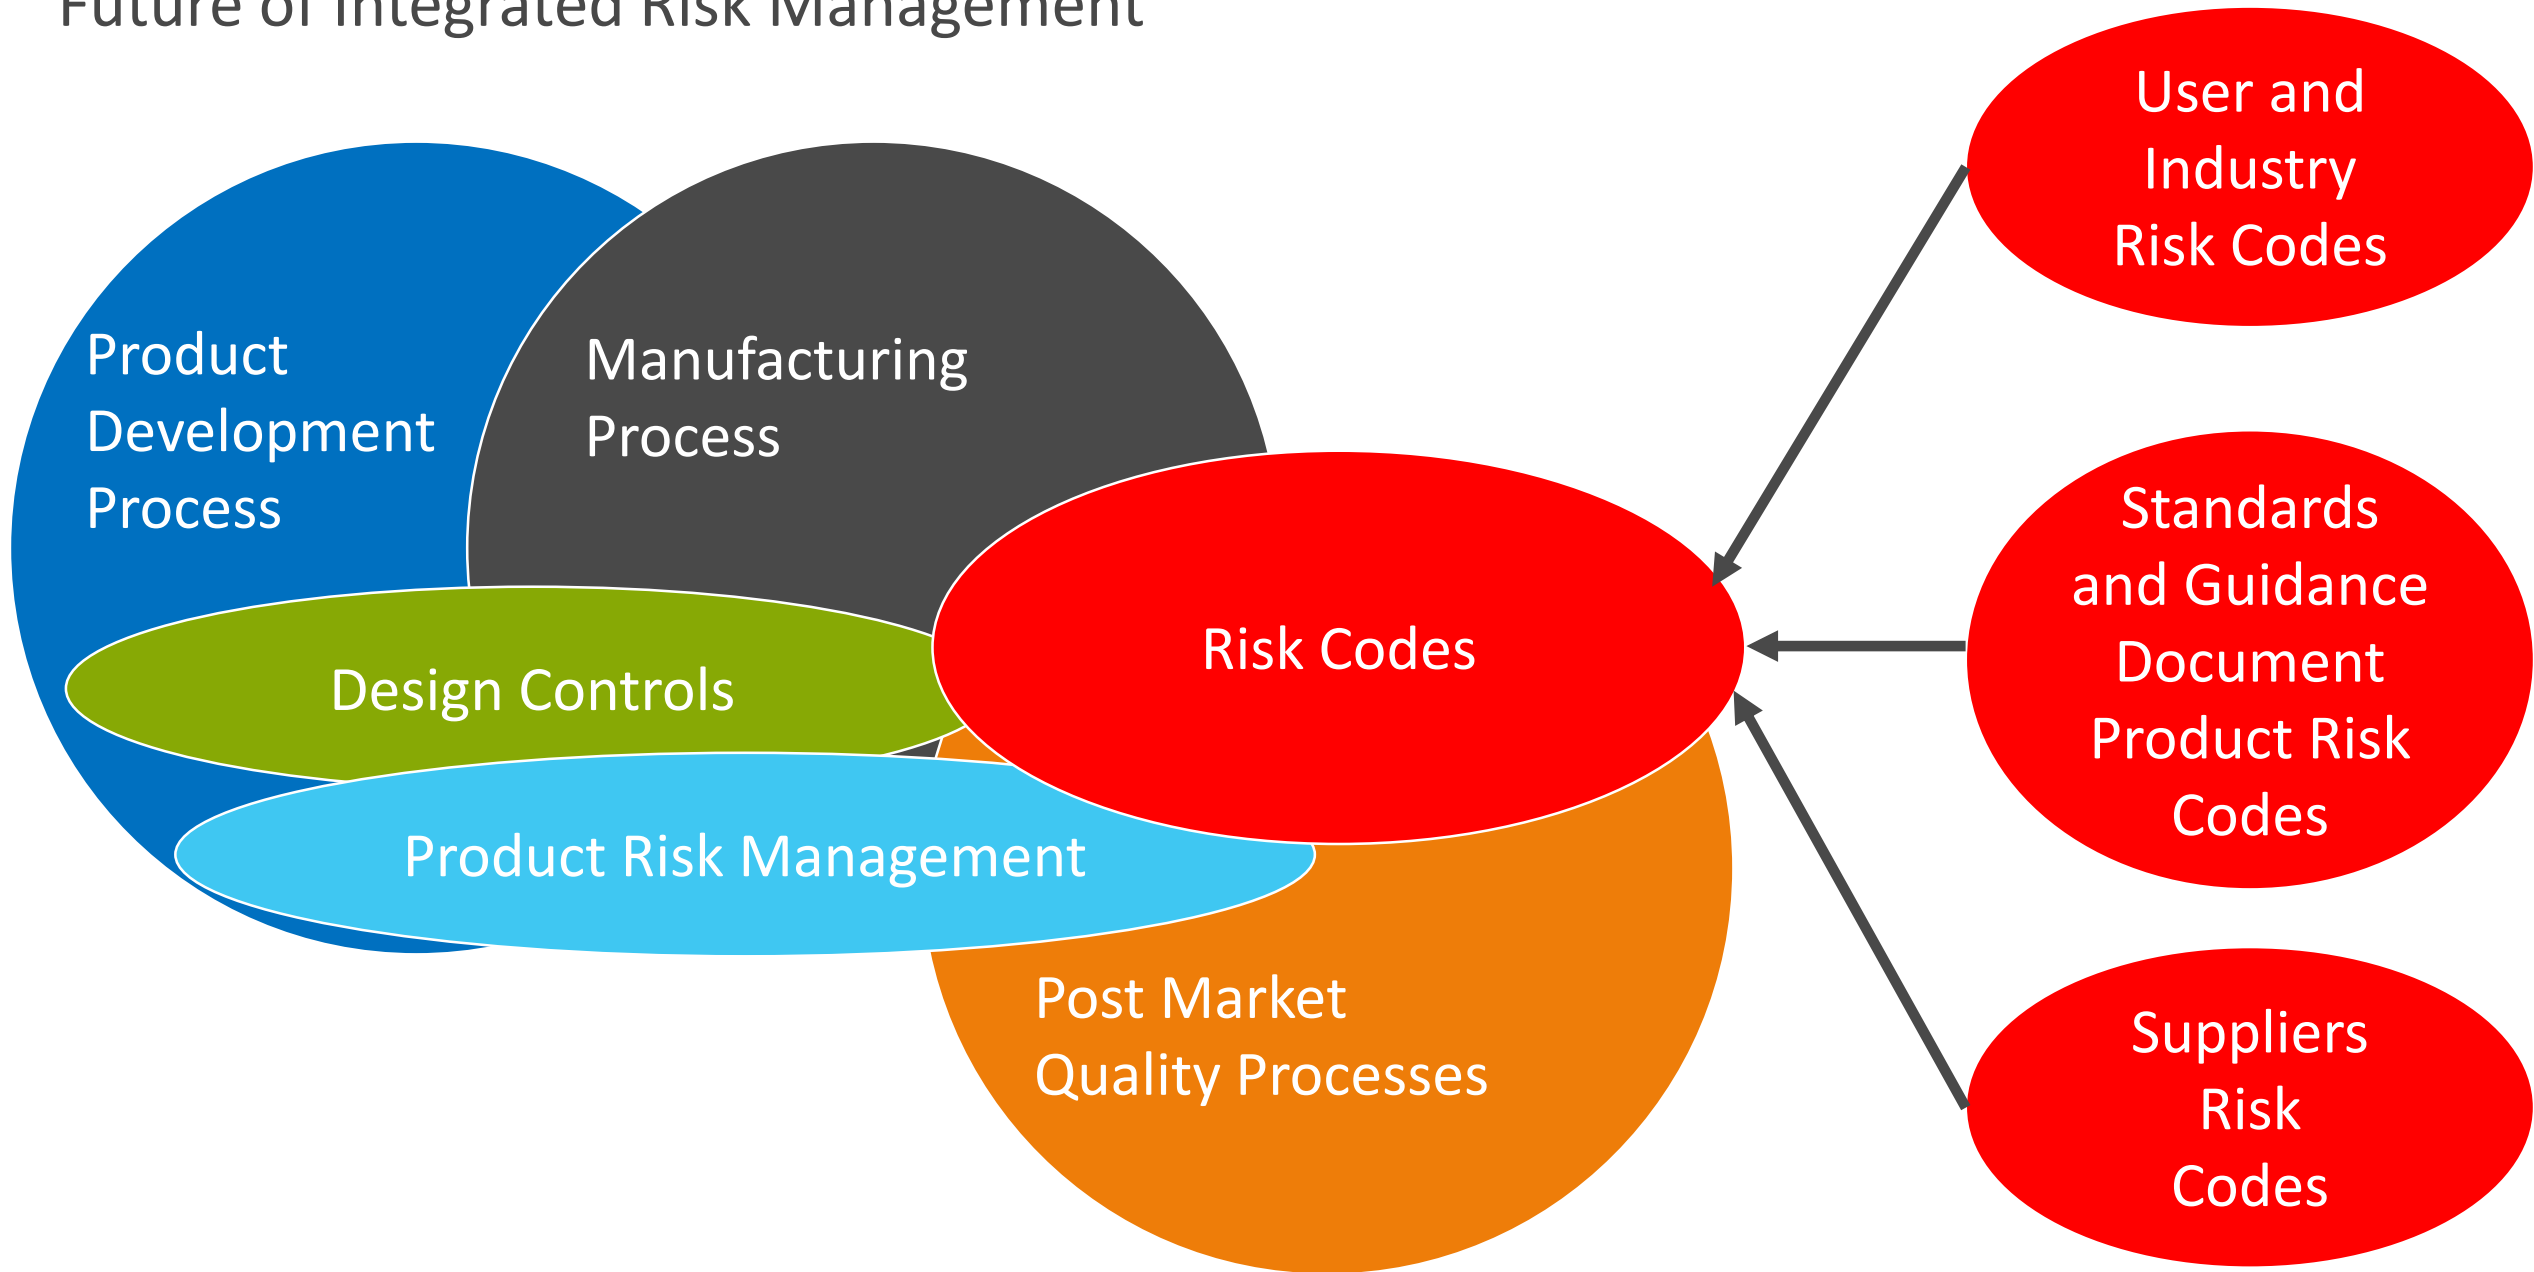 Future of Integrated Risk Management
Product
Development
Process
Manufacturing
Process
Design Controls
Product Risk Management
Risk Codes
Post Market
Quality Processes
User and
Industry
Risk Codes
Standards
and Guidance
Document
Product Risk
Codes
Suppliers
Risk
Codes